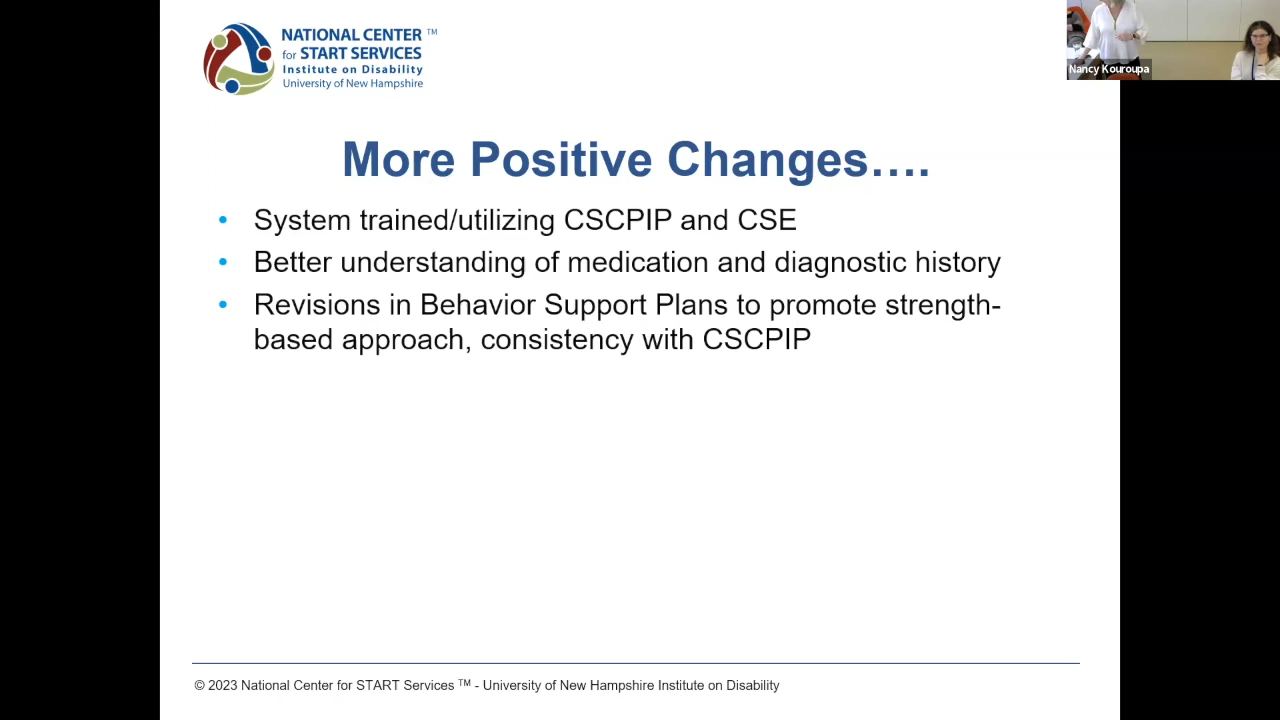 NATIONAL CENTER ™
for START SERVICES
Institute on Disability
University of New Hampshire
Nancy Kouroupa
More Positive Changes....
• System trained/utilizing CSCPIP and CSE
• Better understanding of medication and diagnostic history
• Revisions in Behavior Support Plans to promote strength-
based approach, consistency with CSCPIP
© 2023 National Center for START Services ™ - University of New Hampshire Institute on Disability